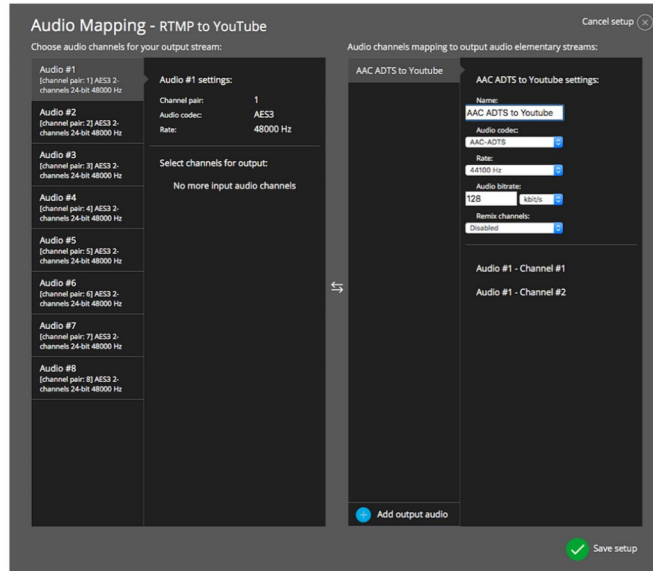 Audio Mapping - RTMP to YouTube
Cancel setup
Choose audio channels for your output stream:
Audio channels mapping to output audio elementary streams:
Audio #1
[channel pair: 1] AES3 2-
channels 24-bit 48000 Hz
Audio #2
[channel pair: 2] AES3 2-
channels 24-bit 48000 Hz
Audio #3
[channel pair: 3] AES3 2-
channels 24-bit 48000 Hz
Audio #4
[channel pair: 4] AES3 2-
channels 24-bit 48000 Hz
Audio #5
[channel pair: 5] AES3 2-
channels 24-bit 48000 Hz
Audio #6
[channel pair: 6] AES3 2-
channels 24-bit 48000 Hz
Audio #7
[channel pair: 7] AES3 2-
channels 24-bit 48000 Hz
Audio #8
[channel pair: 8] AES3 2-
channels 24-bit 48000 Hz
Audio #1 settings:
Channel pair: 1
Audio codec: AES3
Rate: 48000 Hz
Select channels for output:
No more input audio channels
AAC ADTS to Youtube
Add output audio
AAC ADTS to Youtube settings:
Name:
AAC ADTS to Youtube
Audio codec:
AAC-ADTS
Rate:
44100 Hz
Audio bitrate:
128 kbit/s
Remix channels:
Disabled
Audio #1 - Channel #1
Audio #1 - Channel #2
Save setup